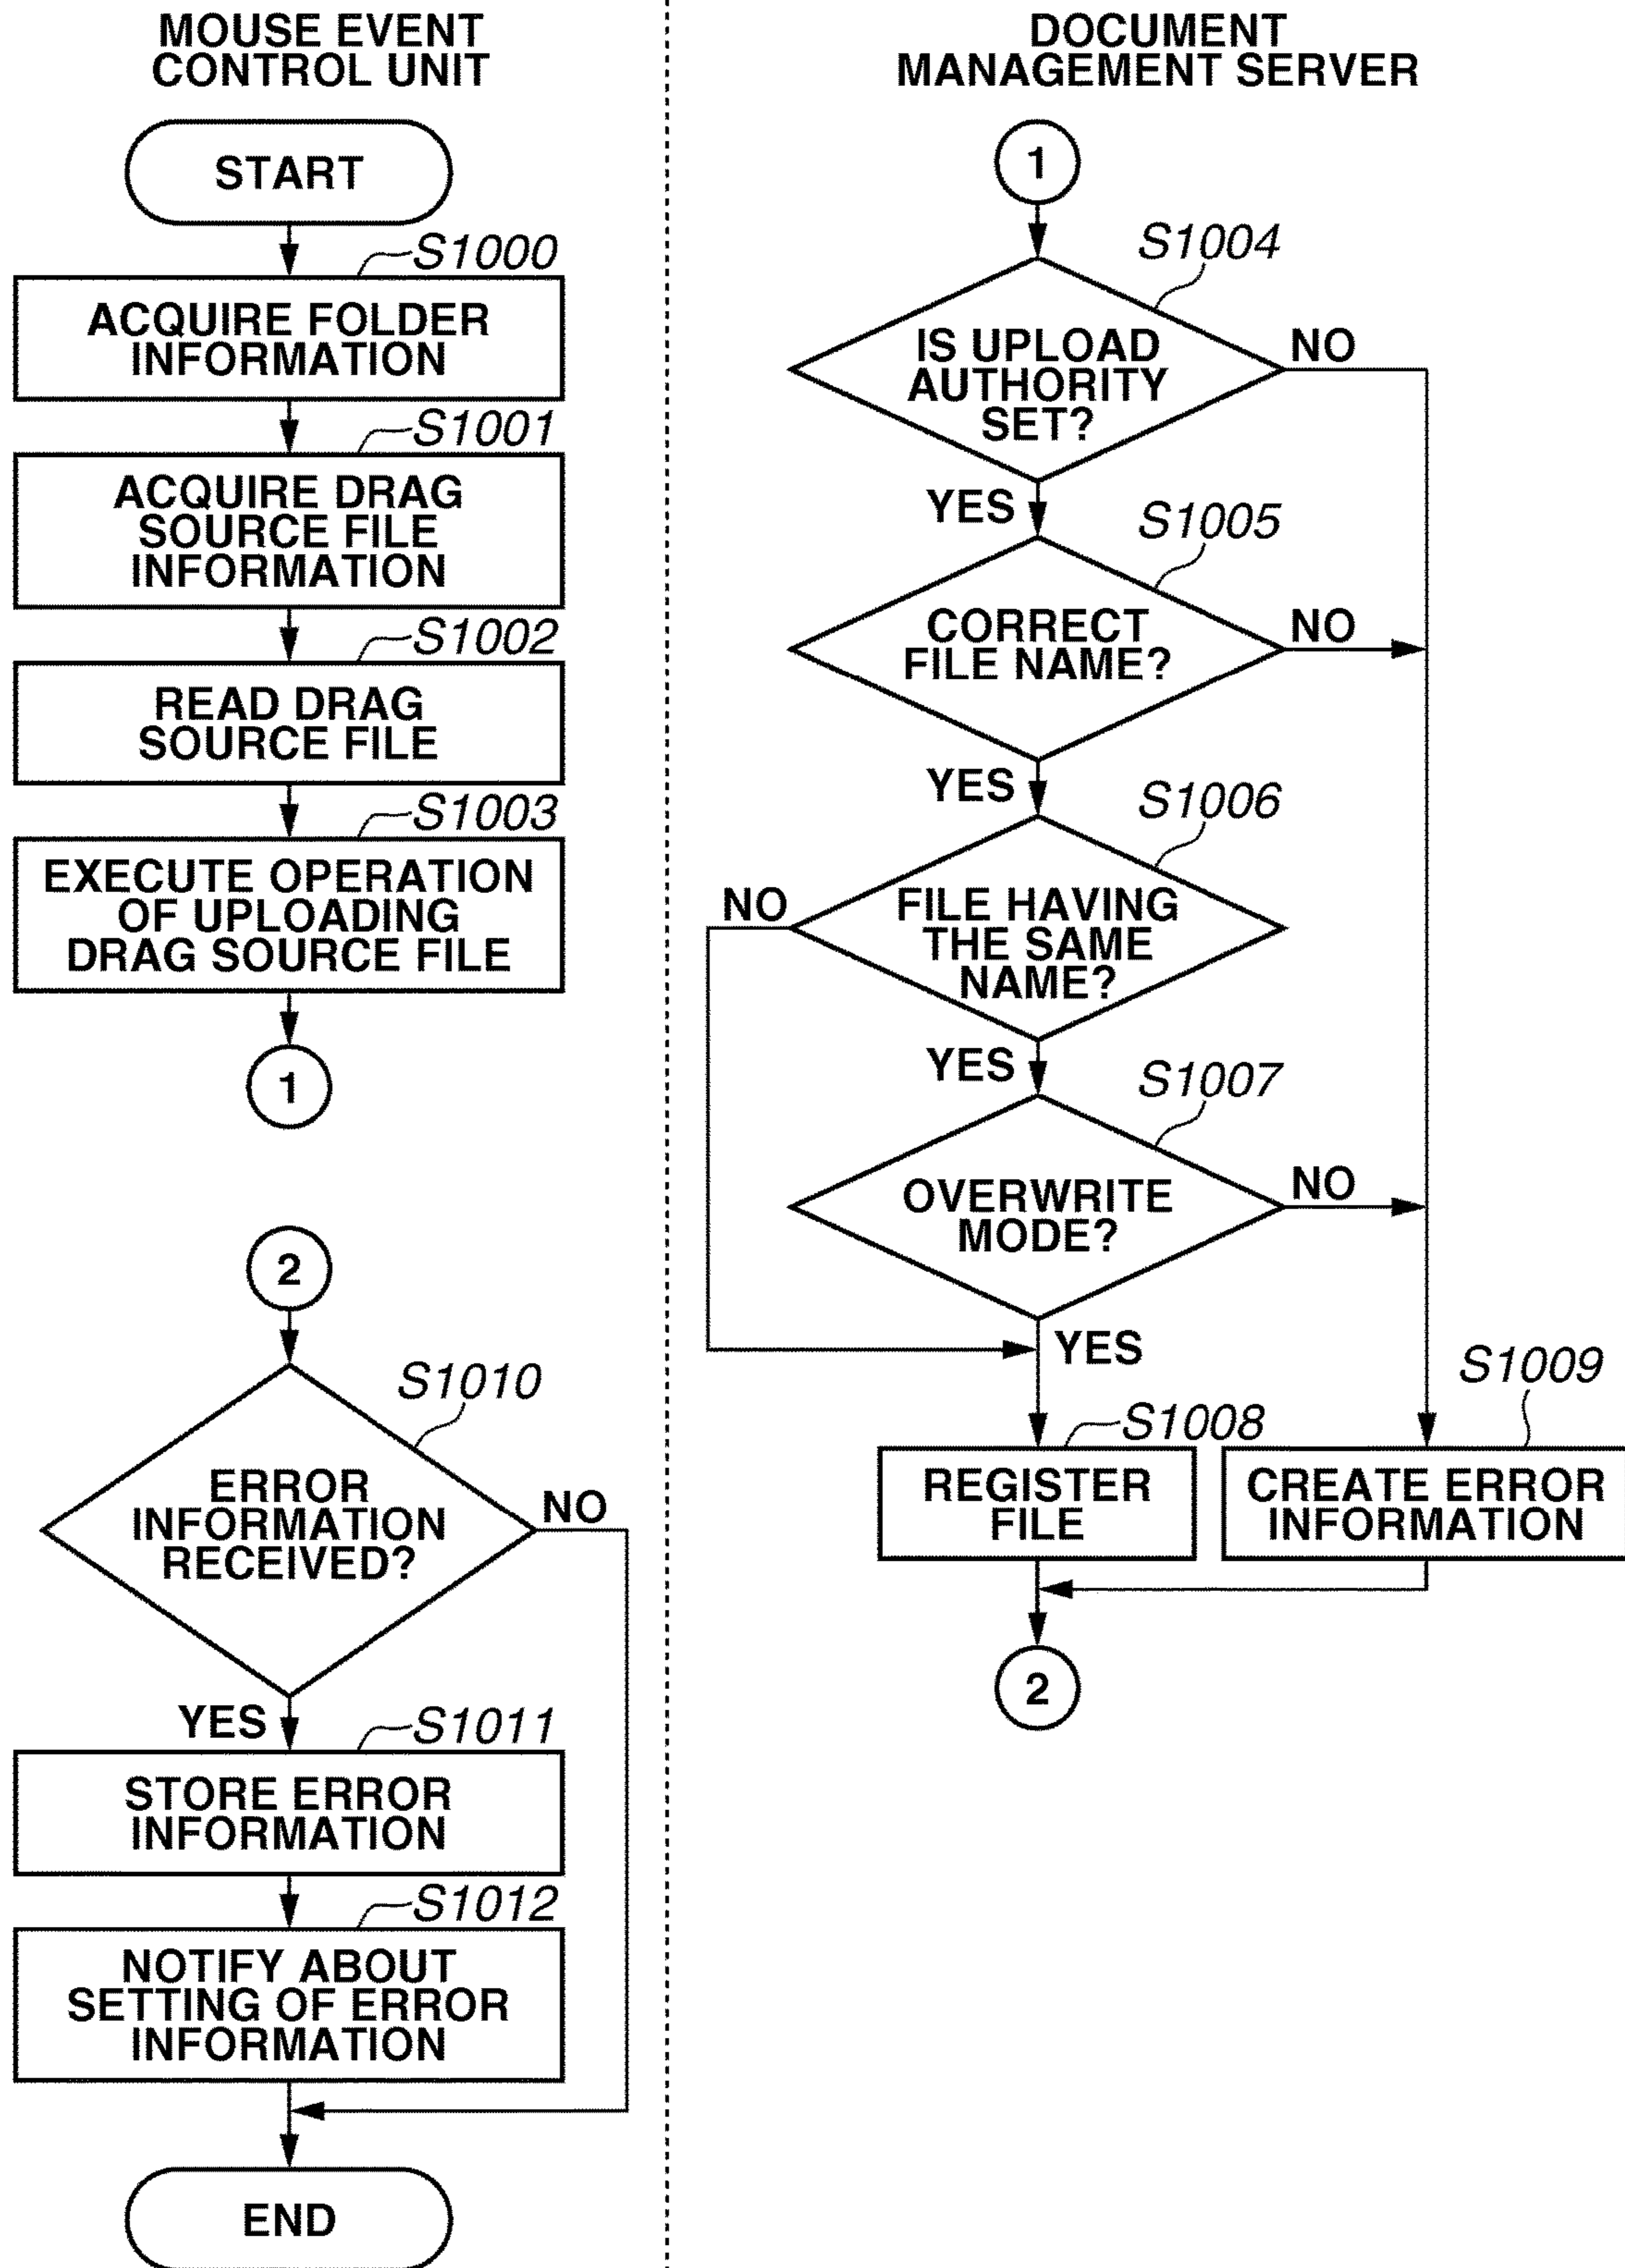 MOUSE EVENT
CONTROL UNIT
START
S1000
ACQUIRE FOLDER
INFORMATION
S1001
ACQUIRE DRAG
SOURCE FILE
INFORMATION
S1002
READ DRAG
SOURCE FILE
S1003
EXECUTE OPERATION
OF UPLOADING
DRAG SOURCE FILE
1
2
S1010
ERROR
INFORMATION
RECEIVED?
NO
YES
S1011
STORE ERROR
INFORMATION
S1012
NOTIFY ABOUT
SETTING OF ERROR
INFORMATION
END
DOCUMENT
MANAGEMENT SERVER
1
S1004
IS UPLOAD
AUTHORITY
SET?
NO
YES
S1005
CORRECT
FILE NAME?
NO
YES
S1006
FILE HAVING
THE SAME
NAME?
NO
YES
S1007
OVERWRITE
MODE?
NO
YES
S1008
REGISTER
FILE
S1009
CREATE ERROR
INFORMATION
2